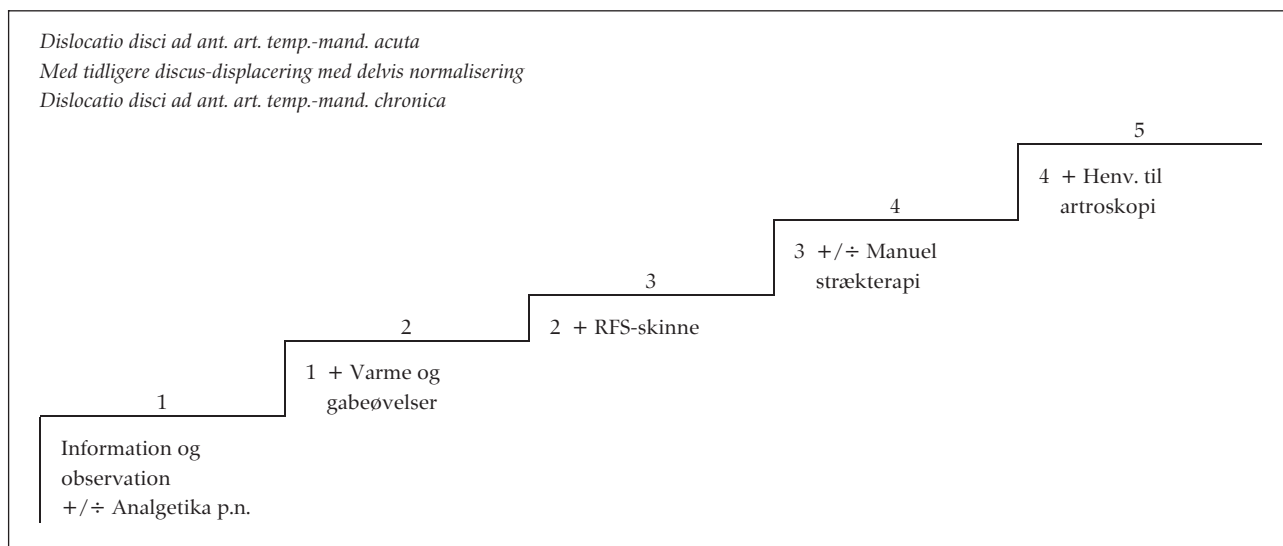 Dislocatio disci ad ant. art. temp.-mand. acuta
Med tidligere discus-displacering med delvis normalisering
Dislocatio disci ad ant. art. temp.-mand. chronica
1
Information og
observation
+/÷ Analgetika p.n.
2
1 + Varme og
gabeøvelser
3
2 + RFS-skinne
4
3 +/÷ Manuel
strækterapi
5
4 + Henv. til
artroskopi